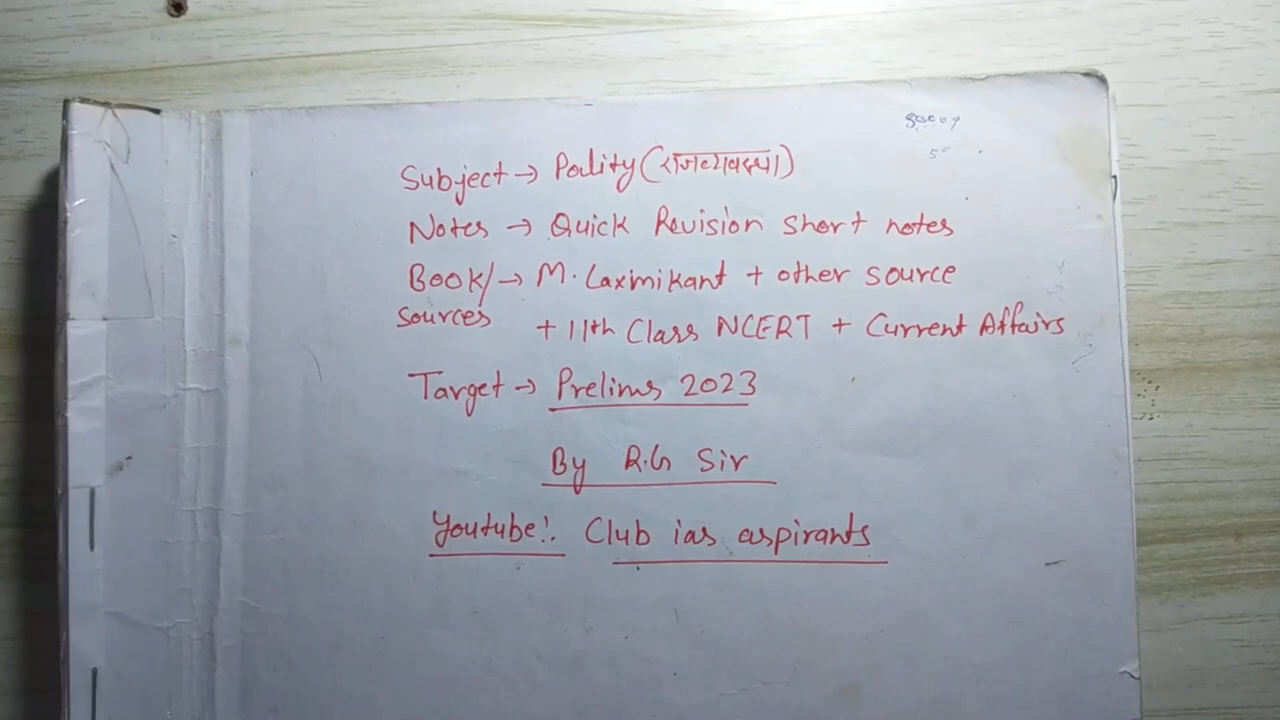 Subject → Polity (राजव्यवस्था)
Notes → Quick Revision short notes
Book/ → M. Laxmikant + other source
Sources + 11th Class NCERT + Current Affairs
Target → Prelims 2023
By R.G Sir
Youtube:. Club ias aspirants